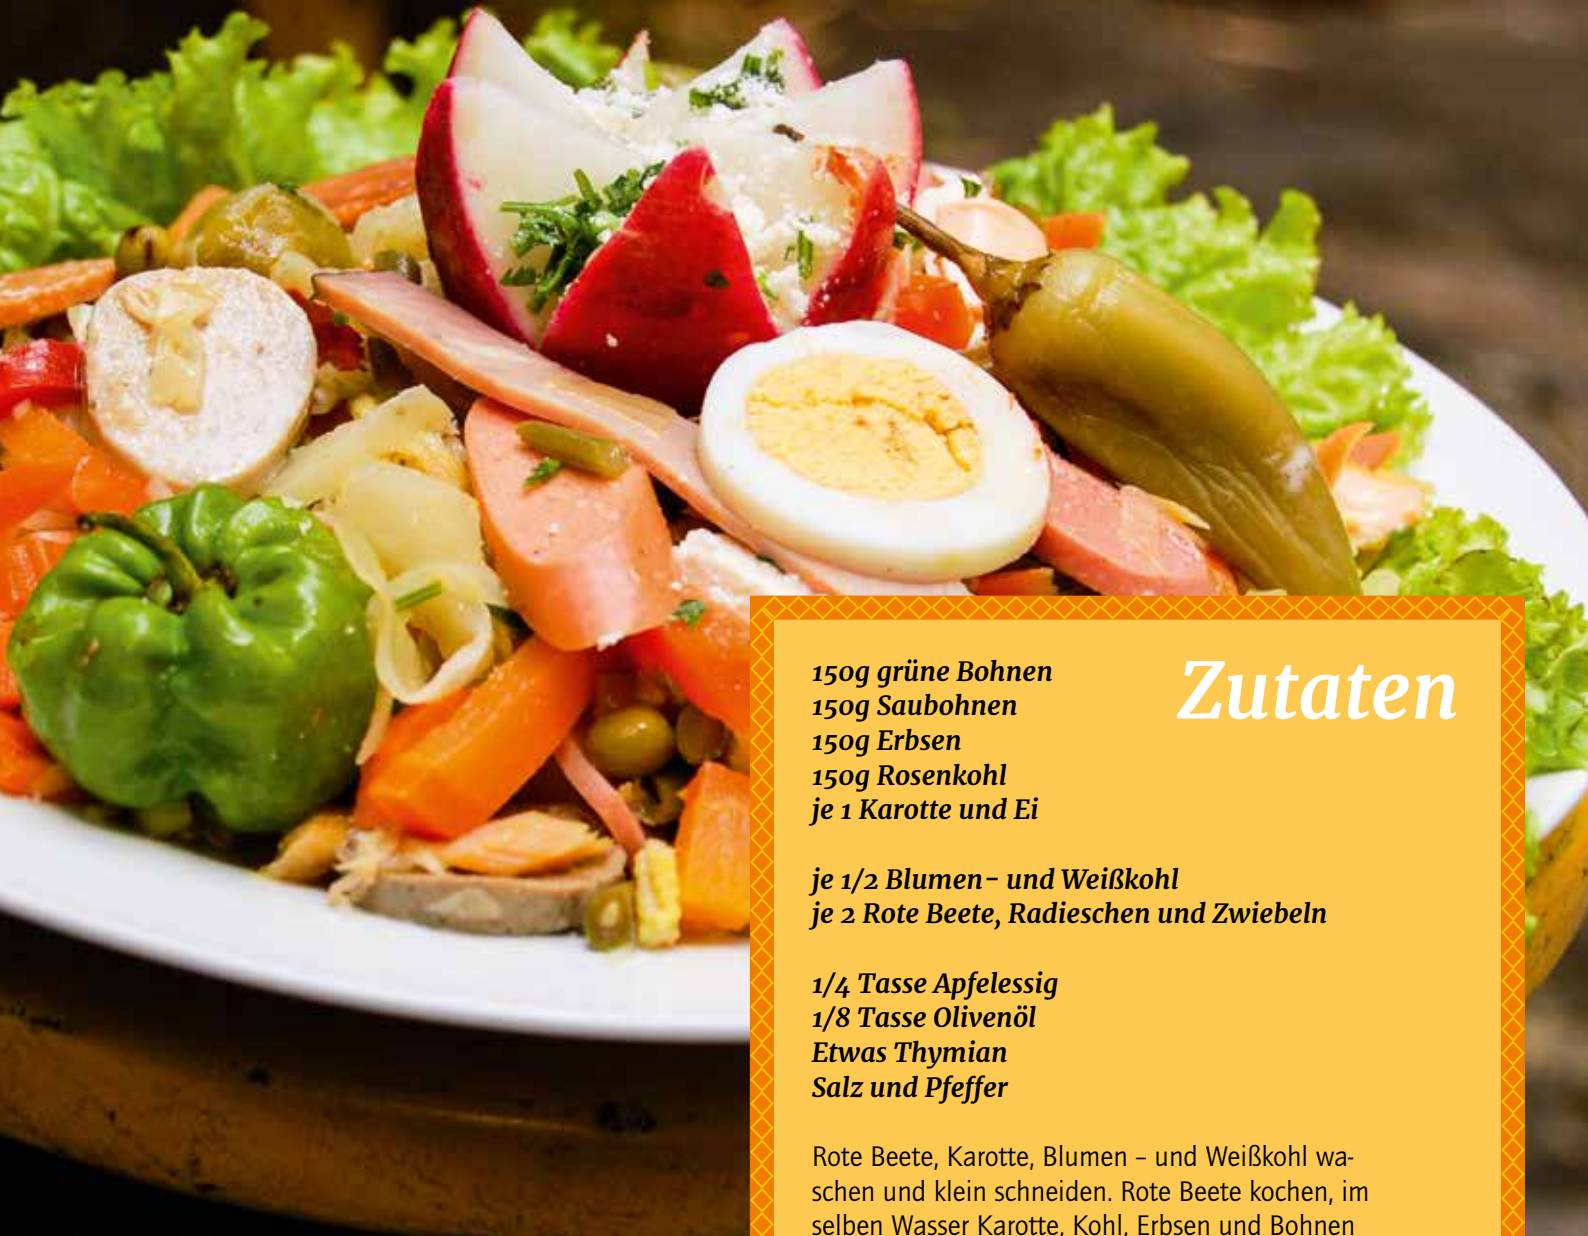 Zutaten
150g grüne Bohnen
150g Saubohnen
150g Erbsen
150g Rosenkohl
je 1 Karotte und Ei
je 1/2 Blumen- und Weißkohl
je 2 Rote Beete, Radieschen und Zwiebeln
1/4 Tasse Apfelessig
1/8 Tasse Olivenöl
Etwas Thymian
Salz und Pfeffer
Rote Beete, Karotte, Blumen – und Weißkohl wa-
schen und klein schneiden. Rote Beete kochen, im
selben Wasser Karotte, Kohl, Erbsen und Bohnen